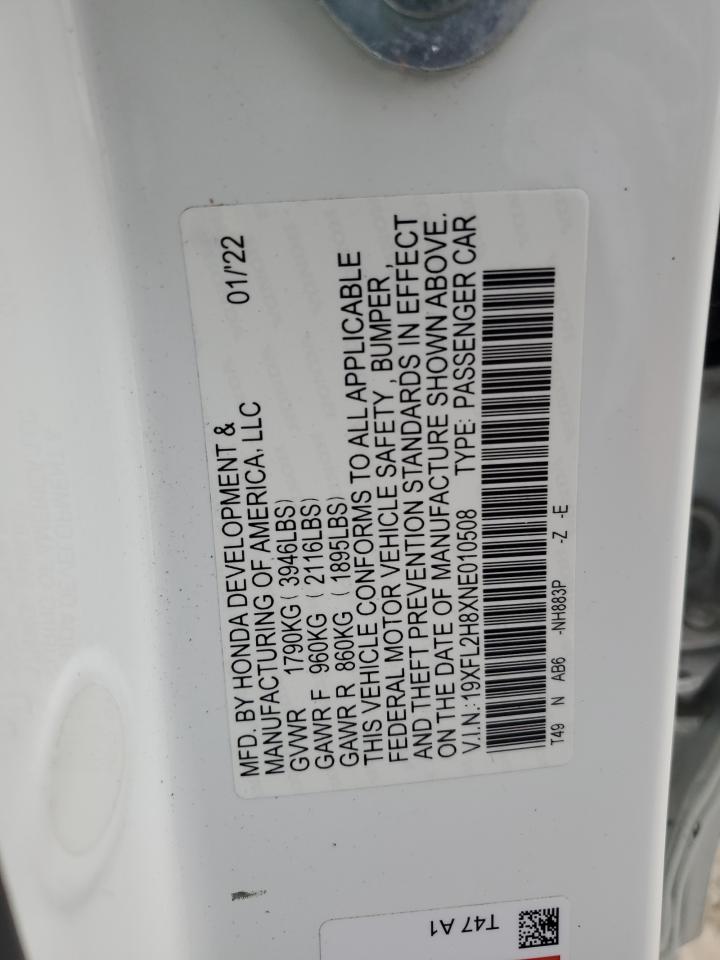 MFD. BY HONDA DEVELOPMENT & 01/'22
MANUFACTURING OF AMERICA, LLC
GVWR 1790KG ( 3946LBS)
GAWR F 960KG ( 2116LBS)
GAWR R 860KG ( 1895LBS)
THIS VEHICLE CONFORMS TO ALL APPLICABLE
FEDERAL MOTOR VEHICLE SAFETY, BUMPER,
AND THEFT PREVENTION STANDARDS IN EFFECT
ON THE DATE OF MANUFACTURE SHOWN ABOVE.
V.I.N.: 19XFL2H8XNE010508 TYPE: PASSENGER CAR
T49 N AB6 -NH883P -Z -E
T47 A1